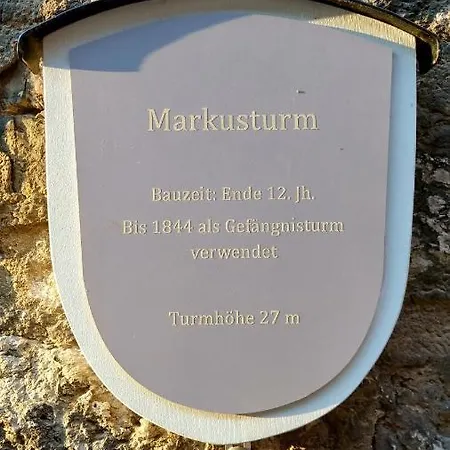 Markusturm
Bauzeit: Ende 12. Jh.
Bis 1844 als Gefängnisturm
verwendet
Turmhöhe 27 m